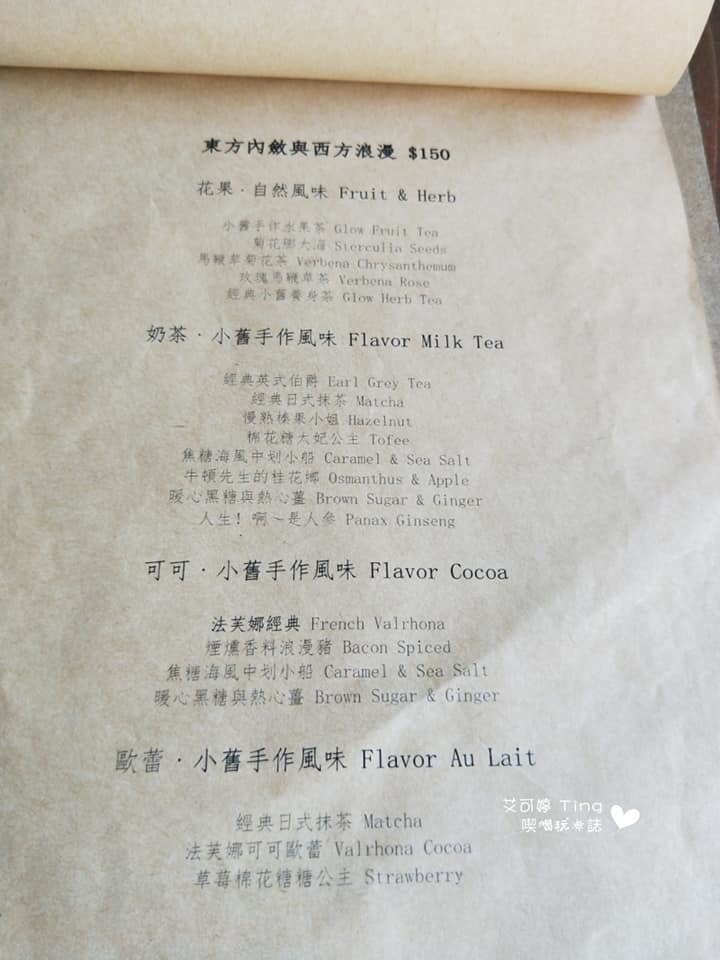 東方內斂與西方浪漫 $150
花果．自然風味 Fruit & Herb
小舊手作水果茶 Glow Fruit Tea
菊花膨大海 Sterculia Seeds
馬鞭草菊花茶 Verbena Chrysanthemum
玫瑰馬鞭草茶 Verbena Rose
經典小舊養身茶 Glow Herb Tea
奶茶．小舊手作風味 Flavor Milk Tea
經典英式伯爵 Earl Grey Tea
經典日式抹茶 Matcha
慢熟榛果小姐 Hazelnut
棉花糖太妃公主 Tofee
焦糖海風中划小船 Caramel & Sea Salt
牛頓先生的桂花鄉 Osmanthus & Apple
暖心黑糖與熱心薑 Brown Sugar & Ginger
人生！啊～是人參 Panax Ginseng
可可．小舊手作風味 Flavor Cocoa
法芙娜經典 French Valrhona
煙燻香料浪漫豬 Bacon Spiced
焦糖海風中划小船 Caramel & Sea Salt
暖心黑糖與熱心薑 Brown Sugar & Ginger
歐蕾．小舊手作風味 Flavor Au Lait
經典日式抹茶 Matcha
法芙娜可可歐蕾 Valrhona Cocoa
草莓棉花糖糖公主 Strawberry
艾可婷 Ting
喫喝玩樂誌